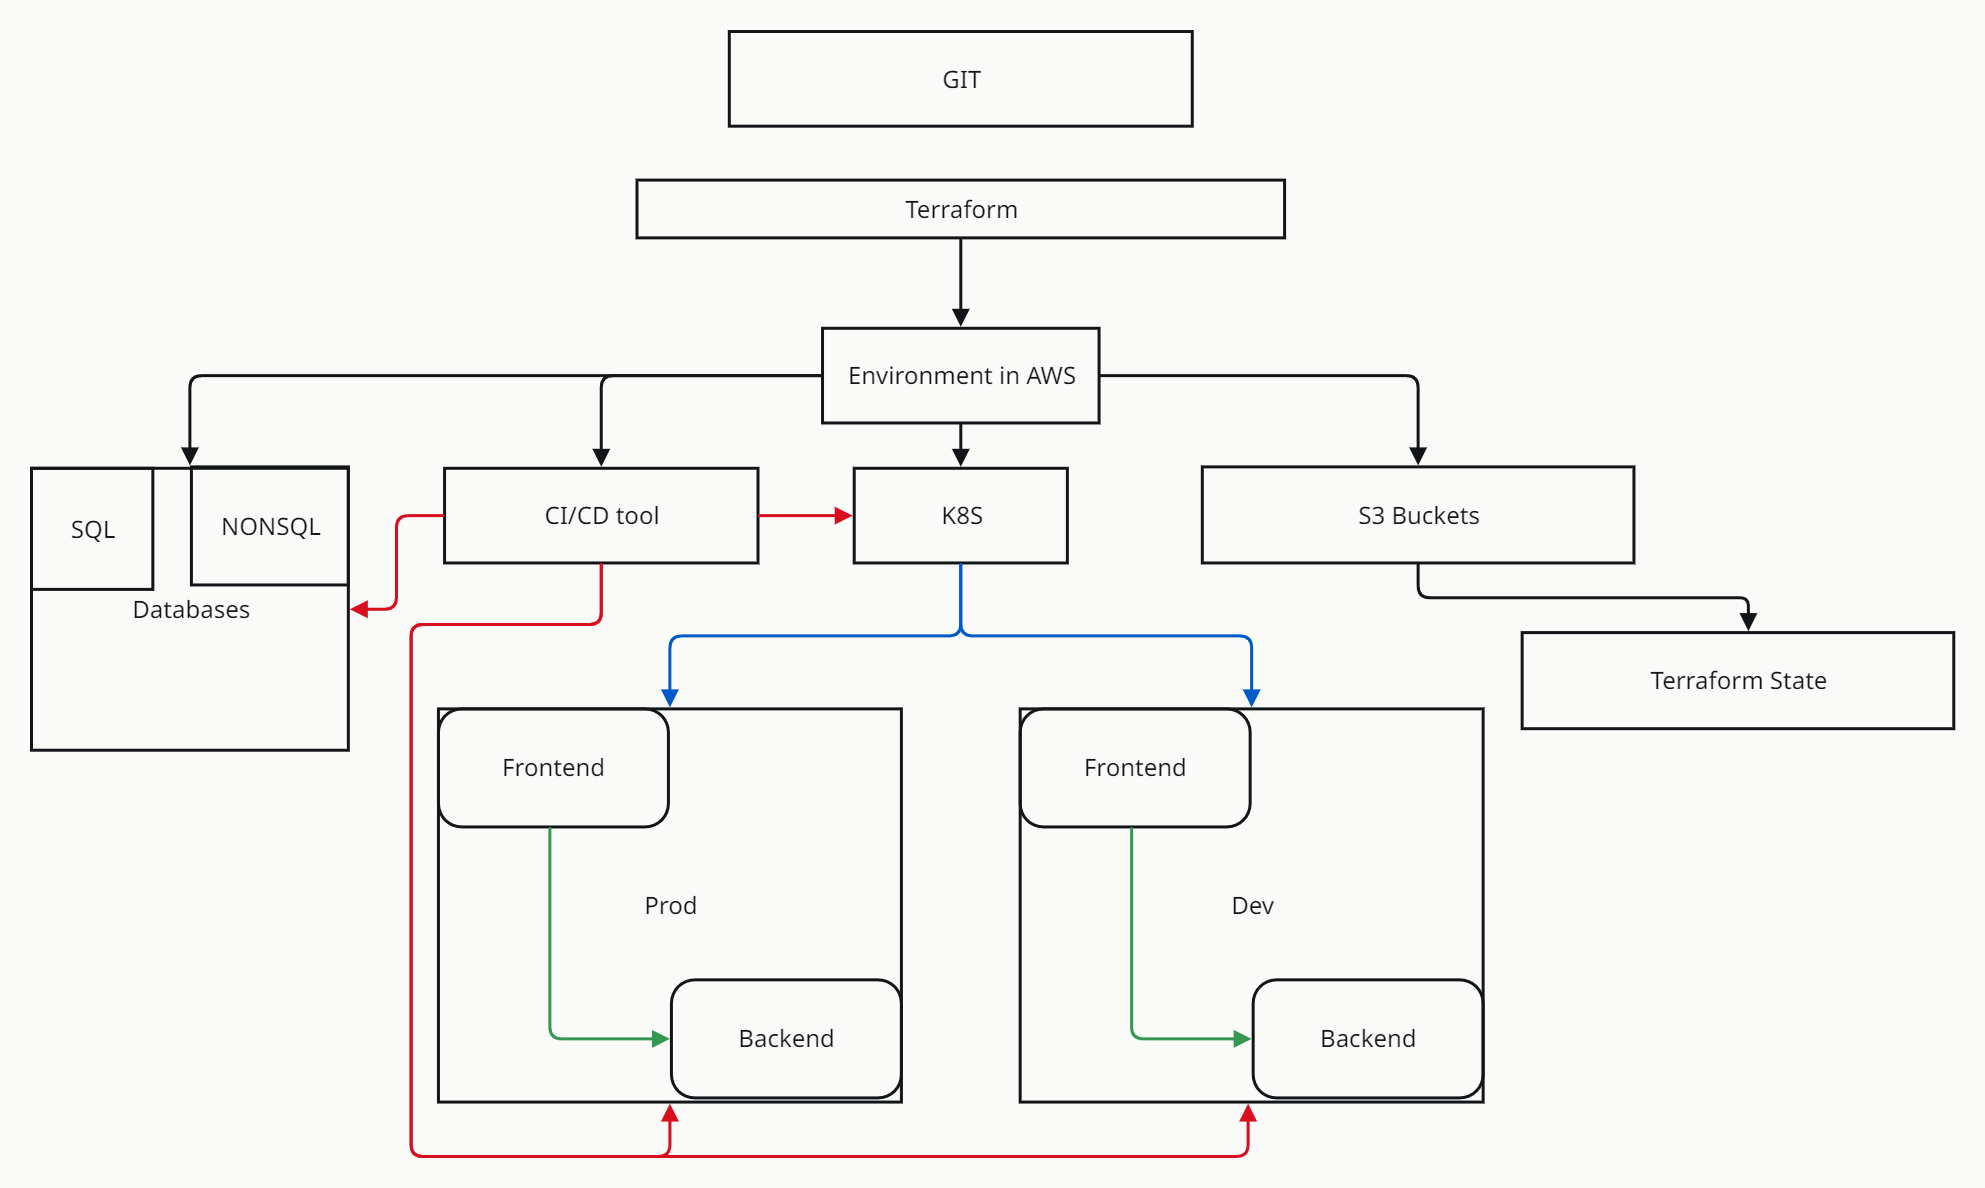 GIT
Terraform
Environment in AWS
SQL
NONSQL
Databases
CI/CD tool
K8S
S3 Buckets
Terraform State
Frontend
Prod
Backend
Frontend
Dev
Backend